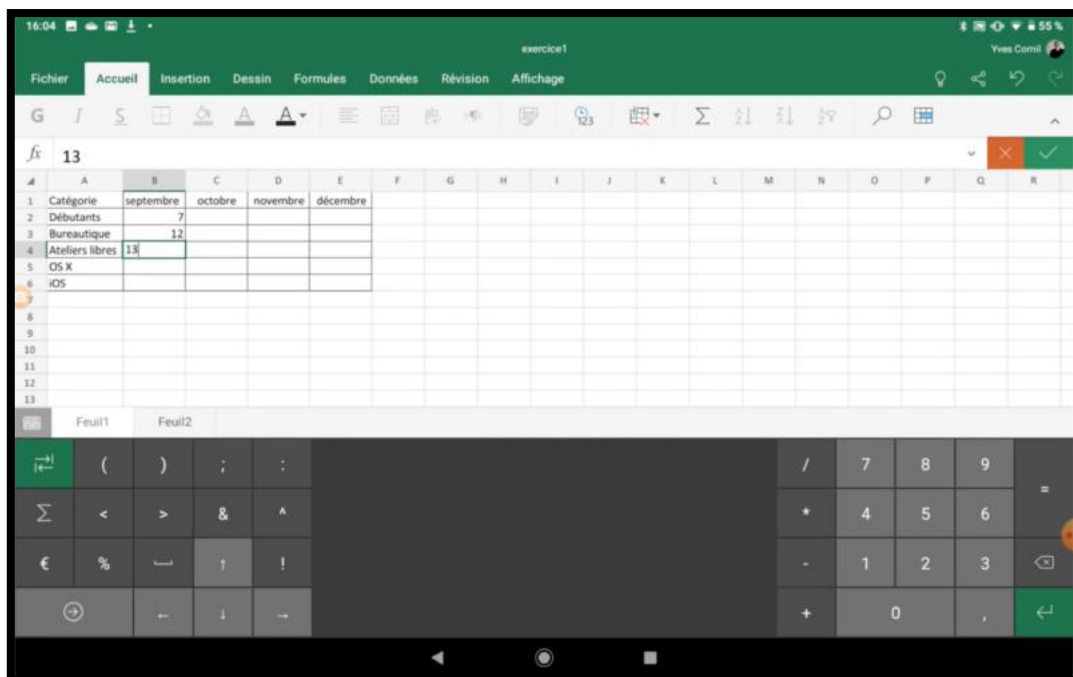 16:04 55 %
exercice1
Yves Cornil
Fichier Accueil Insertion Dessin Formules Données Révision Affichage
G I S A A 123 Σ
fx 13
A B C D E F G H I J K L M N O P Q R
1 Catégorie septembre octobre novembre décembre
2 Débutants 7
3 Bureautique 12
4 Ateliers libres 13
5 OS X
6 iOS
7
8
9
10
11
12
13
Feuil1 Feuil2
( ) ; : / 7 8 9 =
Σ < > & ^ * 4 5 6
€ % ↑ ! - 1 2 3
← ↓ → + 0 ,